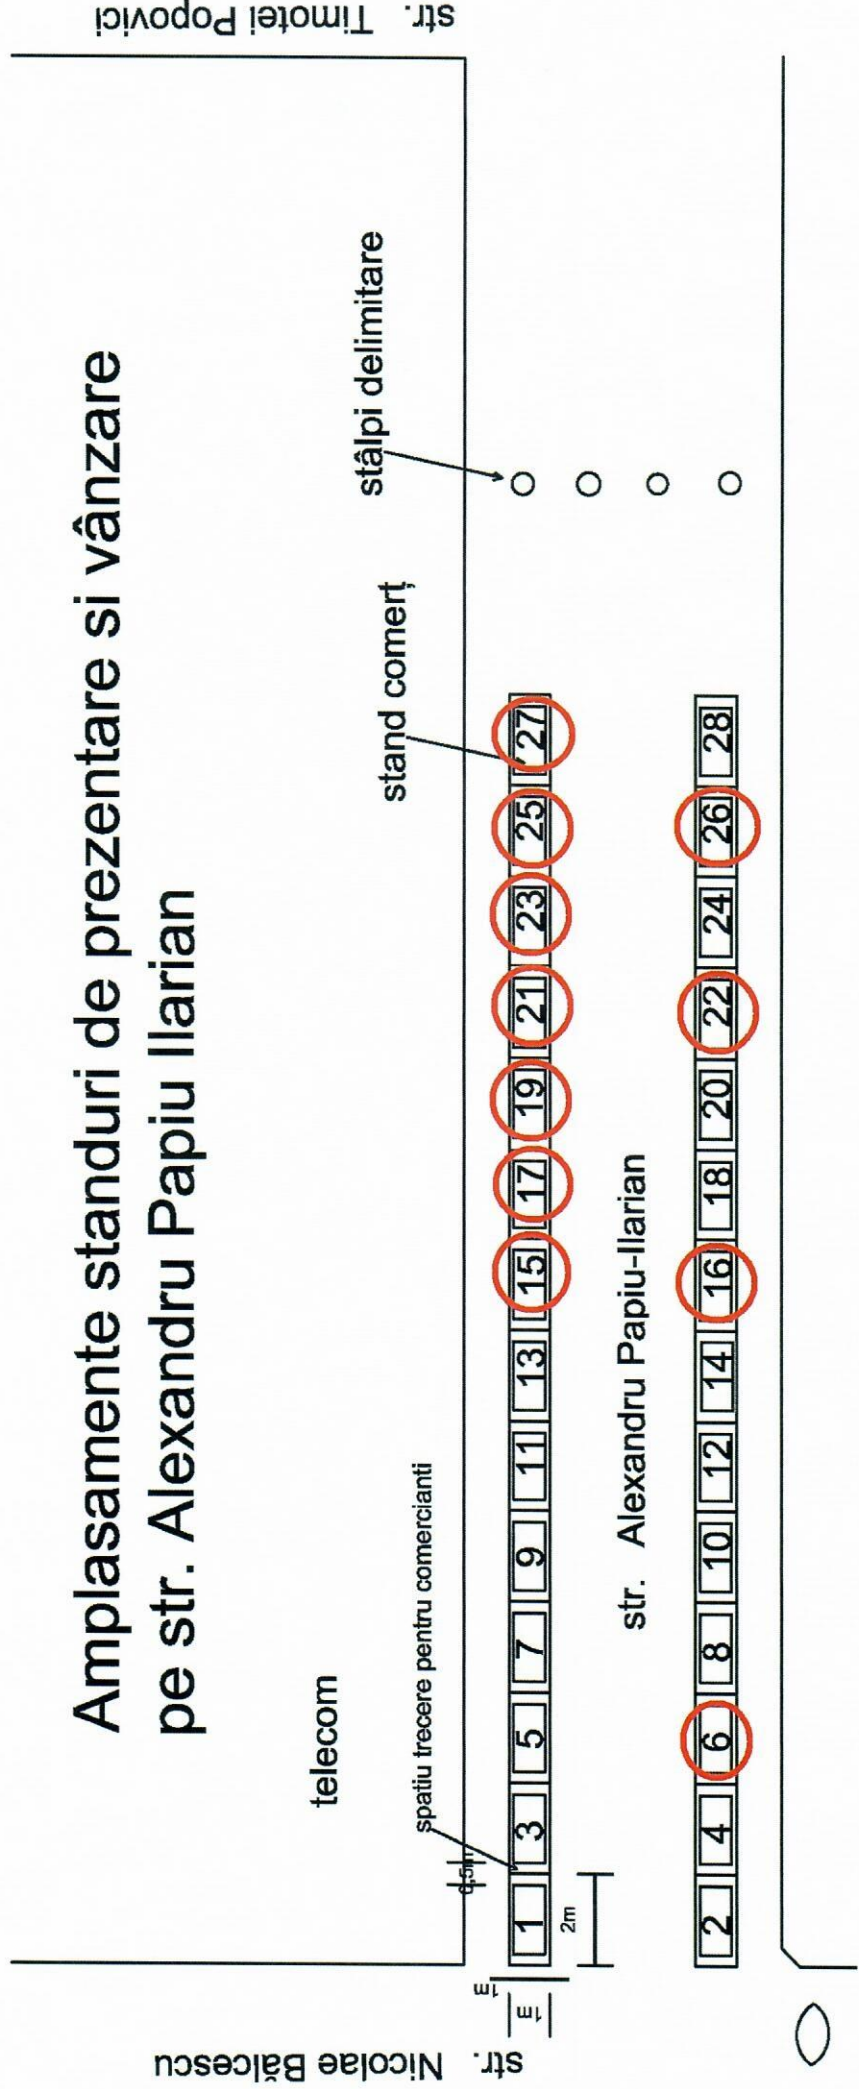 Amplasamente standuri de prezentare si vânzare
pe str. Alexandru Papiu Ilarian
str. Timotei Popovici
stâlpi delimitare
stand comerț
telecom
spatiu trecere pentru comercianti
0,5m
1 3 5 7 9 11 13 15 17 19 21 23 25 27
2m
1m
1m
str. Alexandru Papiu-Ilarian
2 4 6 8 10 12 14 16 18 20 22 24 26 28
str. Nicolae Bălcescu